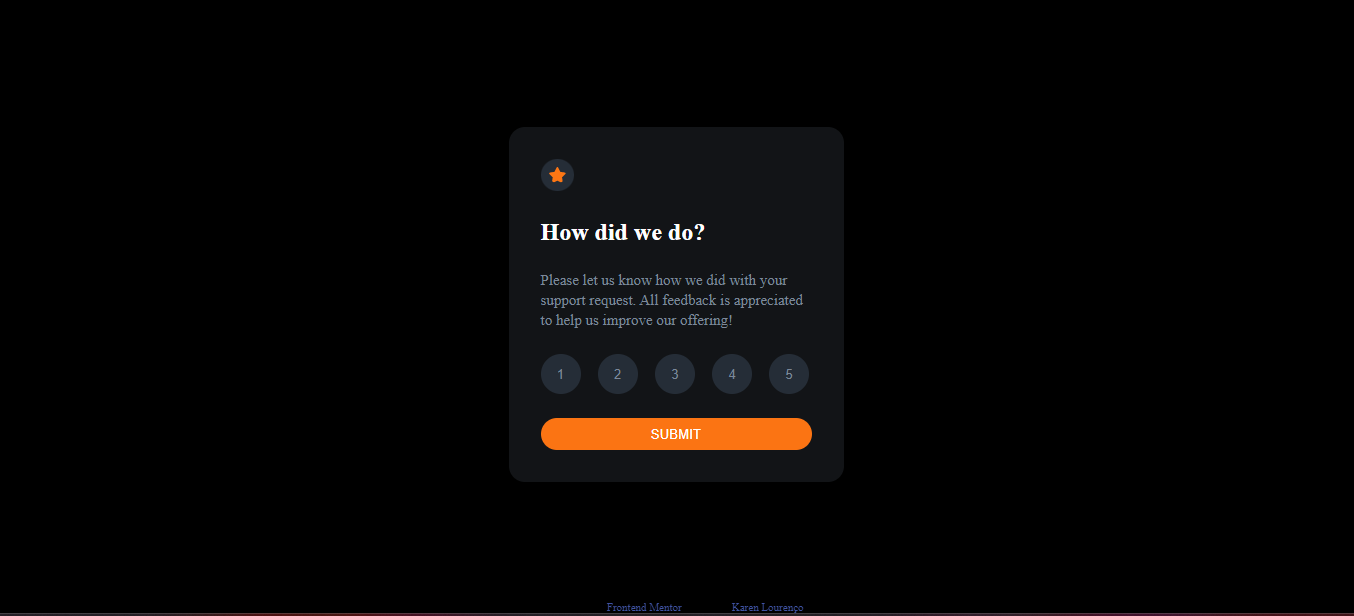 How did we do?
Please let us know how we did with your
support request. All feedback is appreciated
to help us improve our offering!
1 2 3 4 5
SUBMIT
Frontend Mentor Karen Lourenço